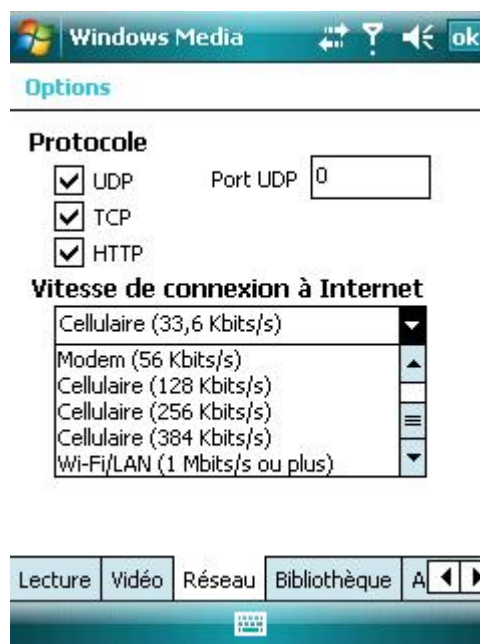 Windows Media ok
Options
Protocole
UDP Port UDP 0
TCP
HTTP
Vitesse de connexion à Internet
Cellulaire (33,6 Kbits/s)
Modem (56 Kbits/s)
Cellulaire (128 Kbits/s)
Cellulaire (256 Kbits/s)
Cellulaire (384 Kbits/s)
Wi-Fi/LAN (1 Mbits/s ou plus)
Lecture Vidéo Réseau Bibliothèque A